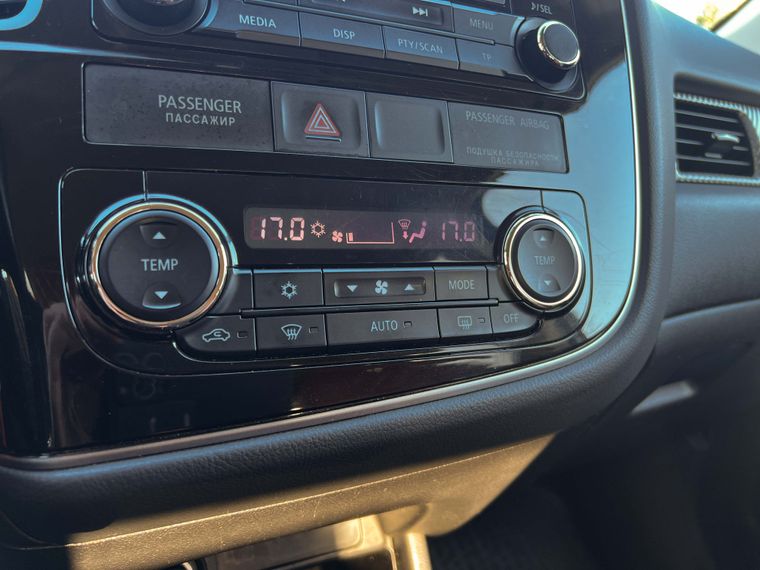 MEDIA
DISP
PTY/SCAN
TP
MENU
/SEL
PASSENGER
ПАССАЖИР
PASSENGER AIRBAG
ПОДУШКА БЕЗОПАСНОСТИ
ПАССАЖИРА
17.0
17.0
TEMP
TEMP
MODE
AUTO
OFF